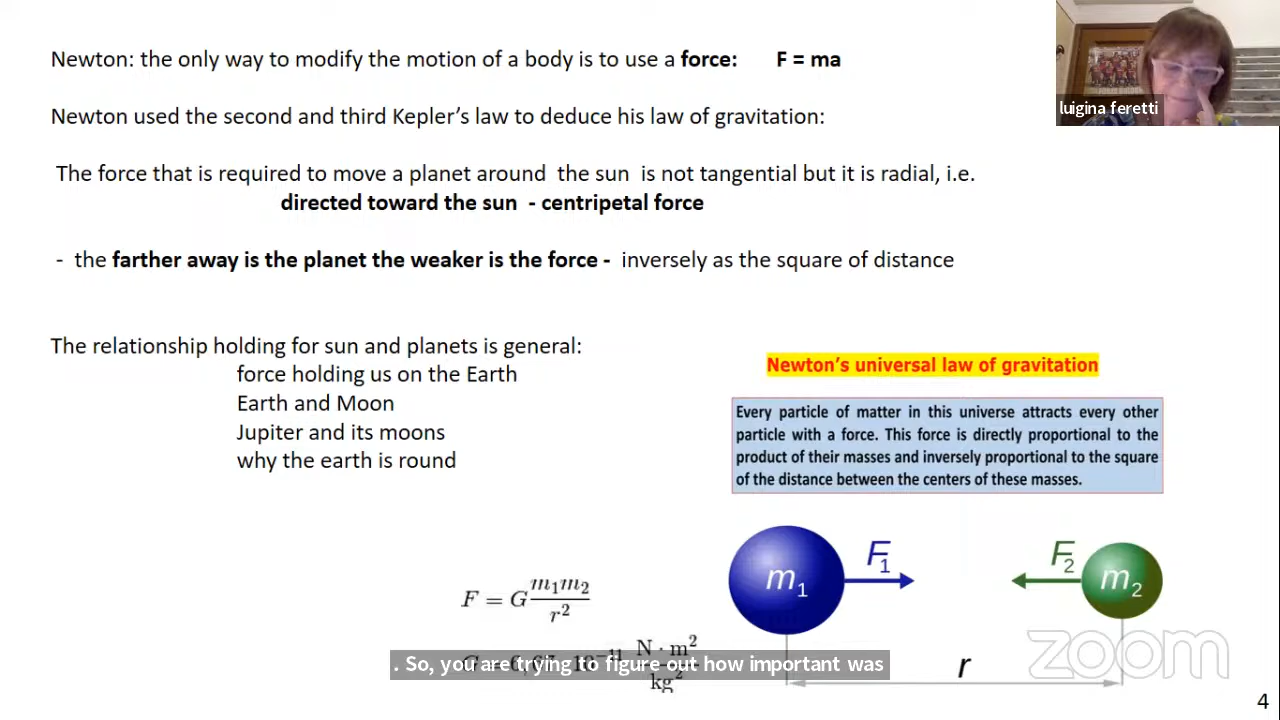 Newton: the only way to modify the motion of a body is to use a force: F = ma
luigina feretti
Newton used the second and third Kepler's law to deduce his law of gravitation:
The force that is required to move a planet around the sun is not tangential but it is radial, i.e.
directed toward the sun - centripetal force
- the farther away is the planet the weaker is the force - inversely as the square of distance
The relationship holding for sun and planets is general:
force holding us on the Earth
Earth and Moon
Jupiter and its moons
why the earth is round
Newton's universal law of gravitation
Every particle of matter in this universe attracts every other
particle with a force. This force is directly proportional to the
product of their masses and inversely proportional to the square
of the distance between the centers of these masses.
F = G m₁m₂ / r²
m₁ F₁ F₂ m₂
N · m²
kg²
. So, you are trying to figure out how important was
r
zoom
4